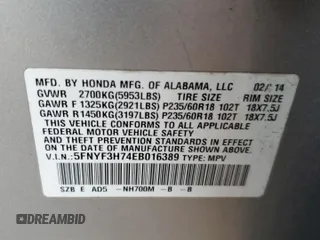 MFD. BY HONDA MFG. OF ALABAMA, LLC 02/14
GVWR 2700KG(5953LBS) TIRE SIZE RIM SIZE
GAWR F 1325KG(2921LBS) P235/60R18 102T 18X7.5J
GAWR R1450KG(3197LBS) P235/60R18 102T 18X7.5J
THIS VEHICLE CONFORMS TO ALL APPLICABLE
FEDERAL MOTOR VEHICLE SAFETY AND
THEFT PREVENTION STANDARDS IN EFFECT ON
THE DATE OF MANUFACTURE SHOWN ABOVE.
V.I.N.:5FNYF3H74EB016389 TYPE: MPV
SZB E AD5 -NH700M -B -B
DREAMBID